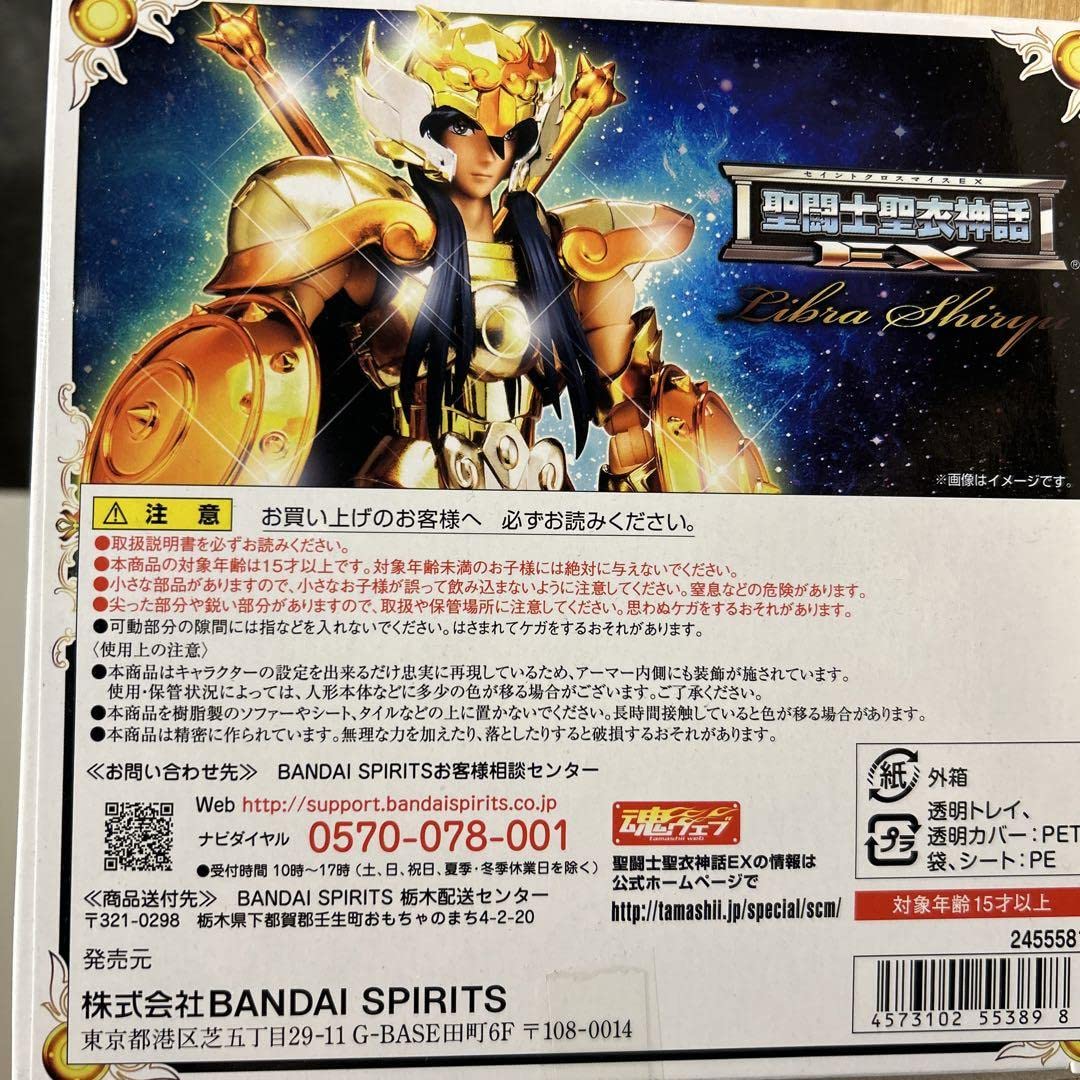 セイントクロスマイスEX
聖闘士聖衣神話
EX
®
Libra Shiryu
※画像はイメージです。
注 意
お買い上げのお客様へ 必ずお読みください。
●取扱説明書を必ずお読みください。
●本商品の対象年齢は15才以上です。対象年齢未満のお子様には絶対に与えないでください。
●小さな部品がありますので、小さなお子様が誤って飲み込まないように注意してください。窒息などの危険があります。
●尖った部分や鋭い部分がありますので、取扱や保管場所に注意してください。思わぬケガをするおそれがあります。
●可動部分の隙間には指などを入れないでください。はさまれてケガをするおそれがあります。
〈使用上の注意〉
●本商品はキャラクターの設定を出来るだけ忠実に再現しているため、アーマー内側にも装飾が施されています。
使用・保管状況によっては、人形本体などに多少の色が移る場合がございます。ご了承ください。
●本商品を樹脂製のソファーやシート、タイルなどの上に置かないでください。長時間接触していると色が移る場合があります。
●本商品は精密に作られています。無理な力を加えたり、落としたりすると破損するおそれがあります。
≪お問い合わせ先≫ BANDAI SPIRITSお客様相談センター
Web http://support.bandaispirits.co.jp
ナビダイヤル 0570-078-001
●受付時間 10時～17時（土、日、祝日、夏季・冬季休業日を除く）
≪商品送付先≫ BANDAI SPIRITS 栃木配送センター
〒321-0298 栃木県下都賀郡壬生町おもちゃのまち4-2-20
魂ウェブ
tamashii web
聖闘士聖衣神話EXの情報は
公式ホームページで
http://tamashii.jp/special/scm/
紙 外箱
プラ
透明トレイ、
透明カバー：PET
袋、シート：PE
対象年齢15才以上
2455581
4573102 55389 8
発売元
株式会社BANDAI SPIRITS
東京都港区芝五丁目29-11 G-BASE田町6F 〒108-0014